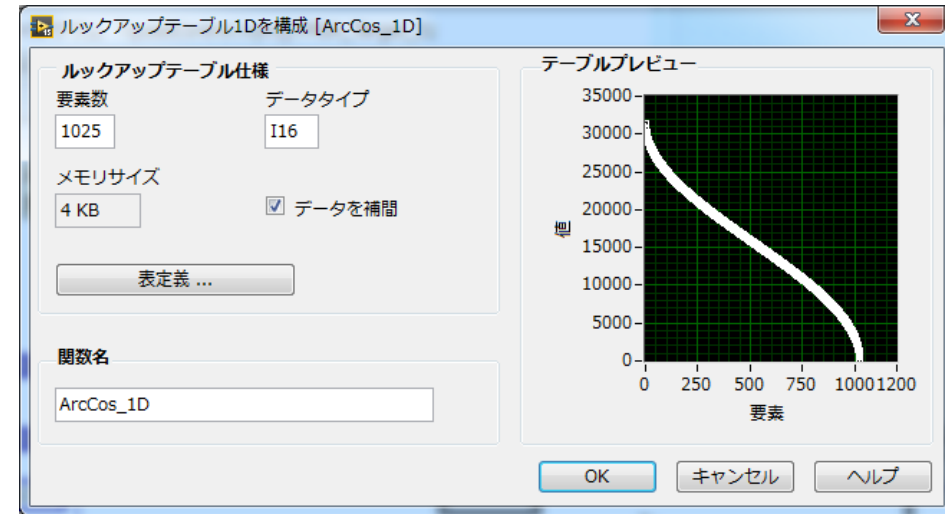 ルックアップテーブル1Dを構成 [ArcCos_1D]
ルックアップテーブル仕様
要素数
データタイプ
1025
I16
メモリサイズ
4 KB
データを補間
表定義 ...
関数名
ArcCos_1D
テーブルプレビュー
35000
30000
25000
20000
15000
10000
5000
0
値
0 250 500 750 1000 1200
要素
OK
キャンセル
ヘルプ